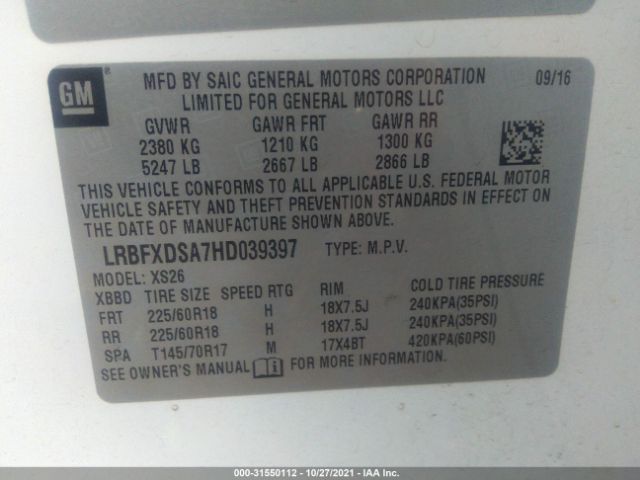 GM ®
MFD BY SAIC GENERAL MOTORS CORPORATION 09/16
LIMITED FOR GENERAL MOTORS LLC
GVWR GAWR FRT GAWR RR
2380 KG 1210 KG 1300 KG
5247 LB 2667 LB 2866 LB
THIS VEHICLE CONFORMS TO ALL APPLICABLE U.S. FEDERAL MOTOR
VEHICLE SAFETY AND THEFT PREVENTION STANDARDS IN EFFECT ON
THE DATE OF MANUFACTURE SHOWN ABOVE.
LRBFXDSA7HD039397 TYPE: M.P.V.
MODEL: XS26
XBBD TIRE SIZE SPEED RTG RIM COLD TIRE PRESSURE
FRT 225/60R18 H 18X7.5J 240KPA(35PSI)
RR 225/60R18 H 18X7.5J 240KPA(35PSI)
SPA T145/70R17 M 17X4BT 420KPA(60PSI)
SEE OWNER'S MANUAL FOR MORE INFORMATION
000-31550112 - 10/27/2021 - IAA Inc.